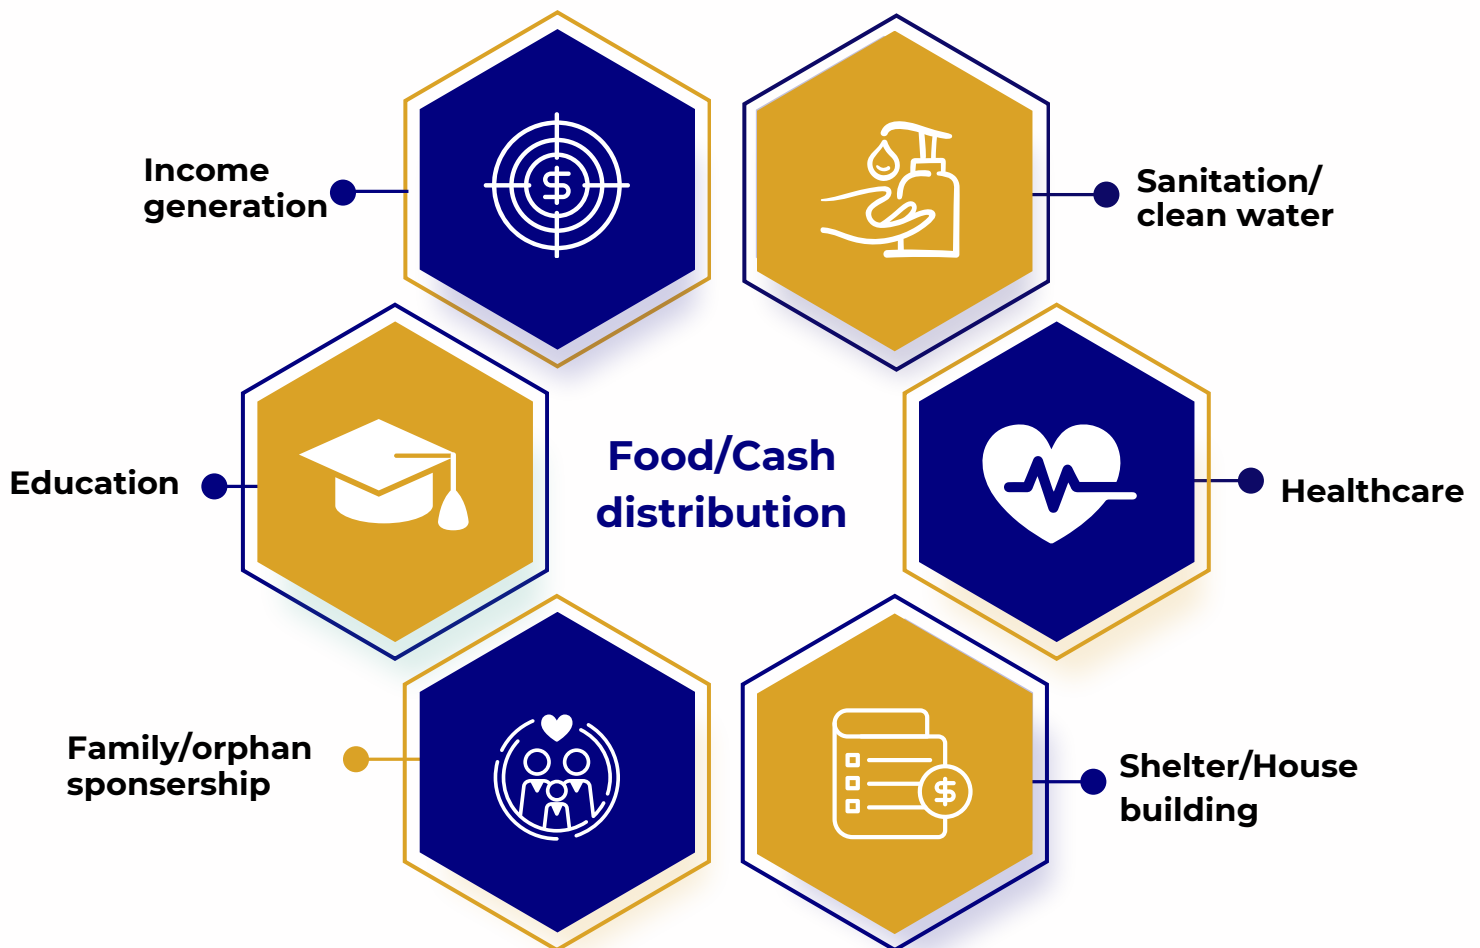 Income
generation
$
Sanitation/
clean water
Education
Food/Cash
distribution
Healthcare
Family/orphan
sponsership
Shelter/House
building
$